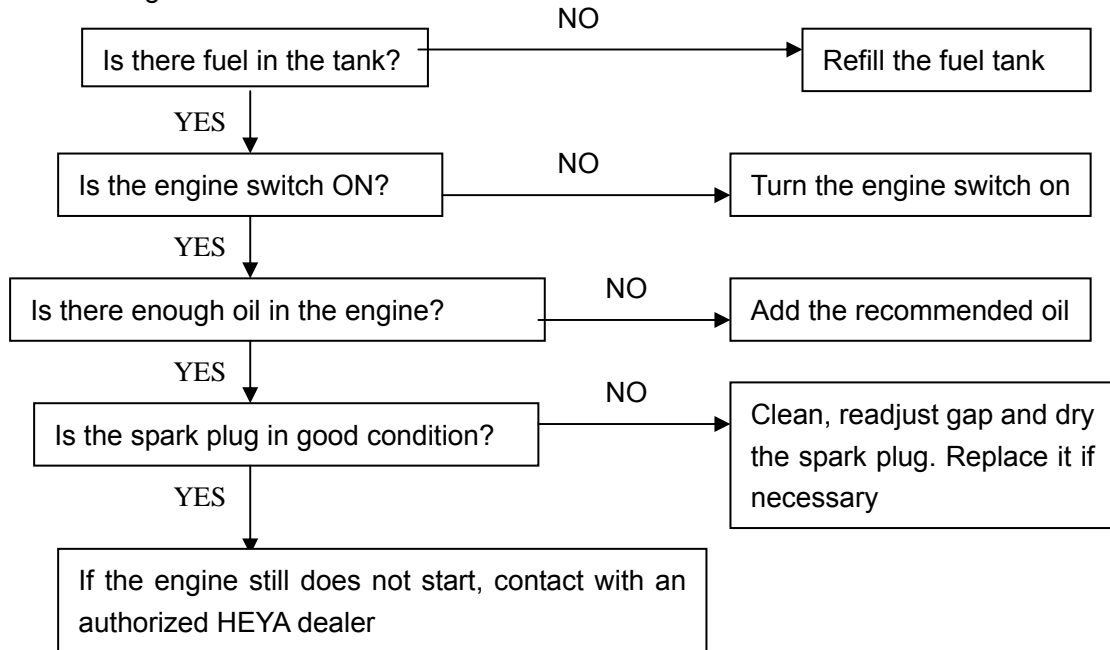 NO
Is there fuel in the tank?
Refill the fuel tank
YES
NO
Is the engine switch ON?
Turn the engine switch on
YES
NO
Is there enough oil in the engine?
Add the recommended oil
YES
NO
Is the spark plug in good condition?
Clean, readjust gap and dry
the spark plug. Replace it if
necessary
YES
If the engine still does not start, contact with an
authorized HEYA dealer